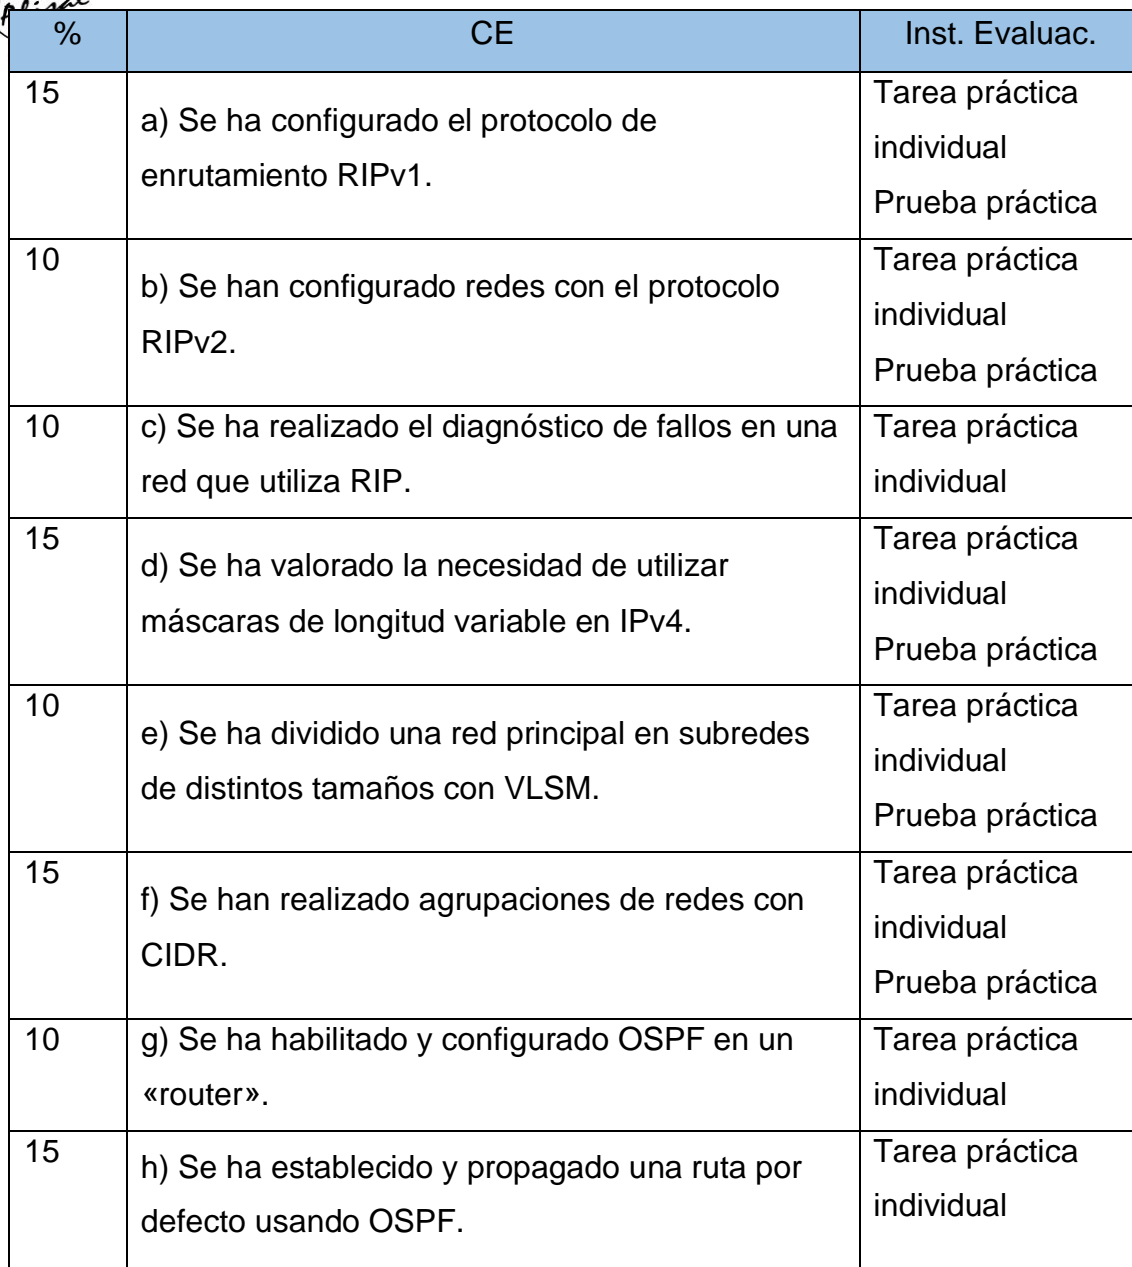 % CE Inst. Evaluac.
15
a) Se ha configurado el protocolo de
enrutamiento RIPv1.
Tarea práctica
individual
Prueba práctica
10
b) Se han configurado redes con el protocolo
RIPv2.
Tarea práctica
individual
Prueba práctica
10
c) Se ha realizado el diagnóstico de fallos en una
red que utiliza RIP.
Tarea práctica
individual
15
d) Se ha valorado la necesidad de utilizar
máscaras de longitud variable en IPv4.
Tarea práctica
individual
Prueba práctica
10
e) Se ha dividido una red principal en subredes
de distintos tamaños con VLSM.
Tarea práctica
individual
Prueba práctica
15
f) Se han realizado agrupaciones de redes con
CIDR.
Tarea práctica
individual
Prueba práctica
10
g) Se ha habilitado y configurado OSPF en un
«router».
Tarea práctica
individual
15
h) Se ha establecido y propagado una ruta por
defecto usando OSPF.
Tarea práctica
individual